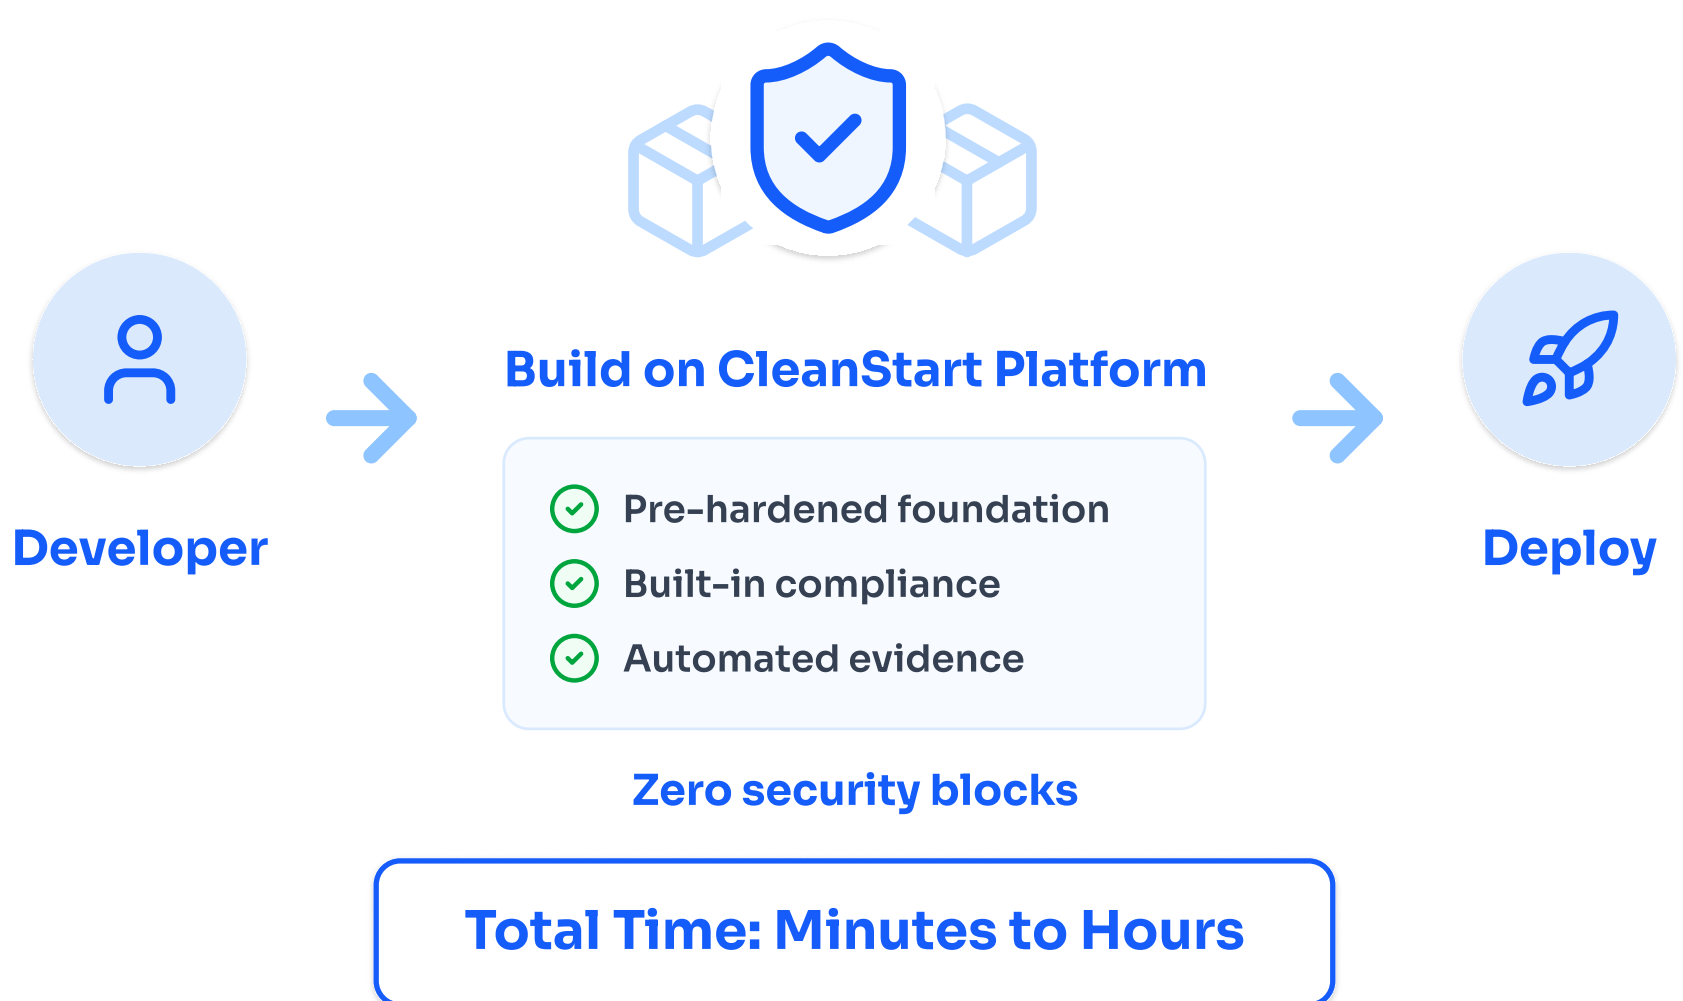 Build on CleanStart Platform
Pre-hardened foundation
Built-in compliance
Automated evidence
Developer
Deploy
Zero security blocks
Total Time: Minutes to Hours